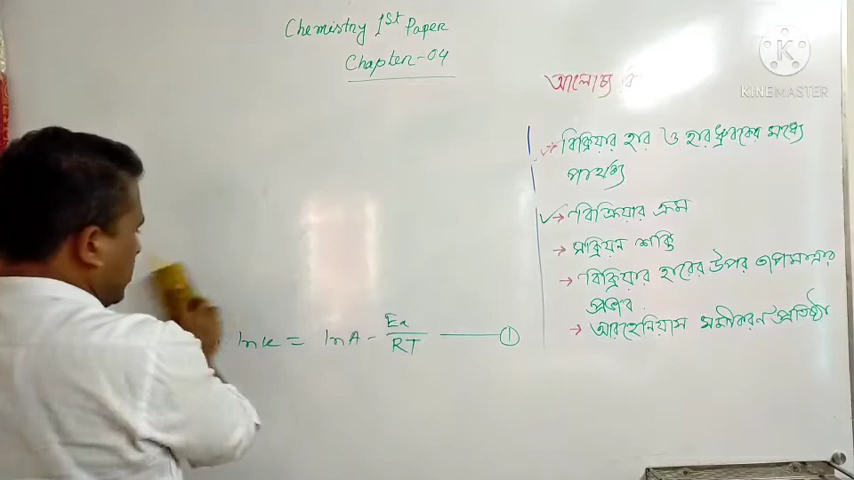 Chemistry 1st Paper
Chapter-04
আলোচ্য বি
→ বিক্রিয়ার হার ও হার ধ্রুবকের মধ্যে
পার্থক্য
→ বিক্রিয়ার ক্রম
→ সক্রিয়ন শক্তি
→ বিক্রিয়ার হারের উপর তাপমাত্রার
প্রভাব
→ আরহেনিয়াস সমীকরণ প্রতিষ্ঠা
lnk = lnA - Ea/RT —— ①
KINEMASTER